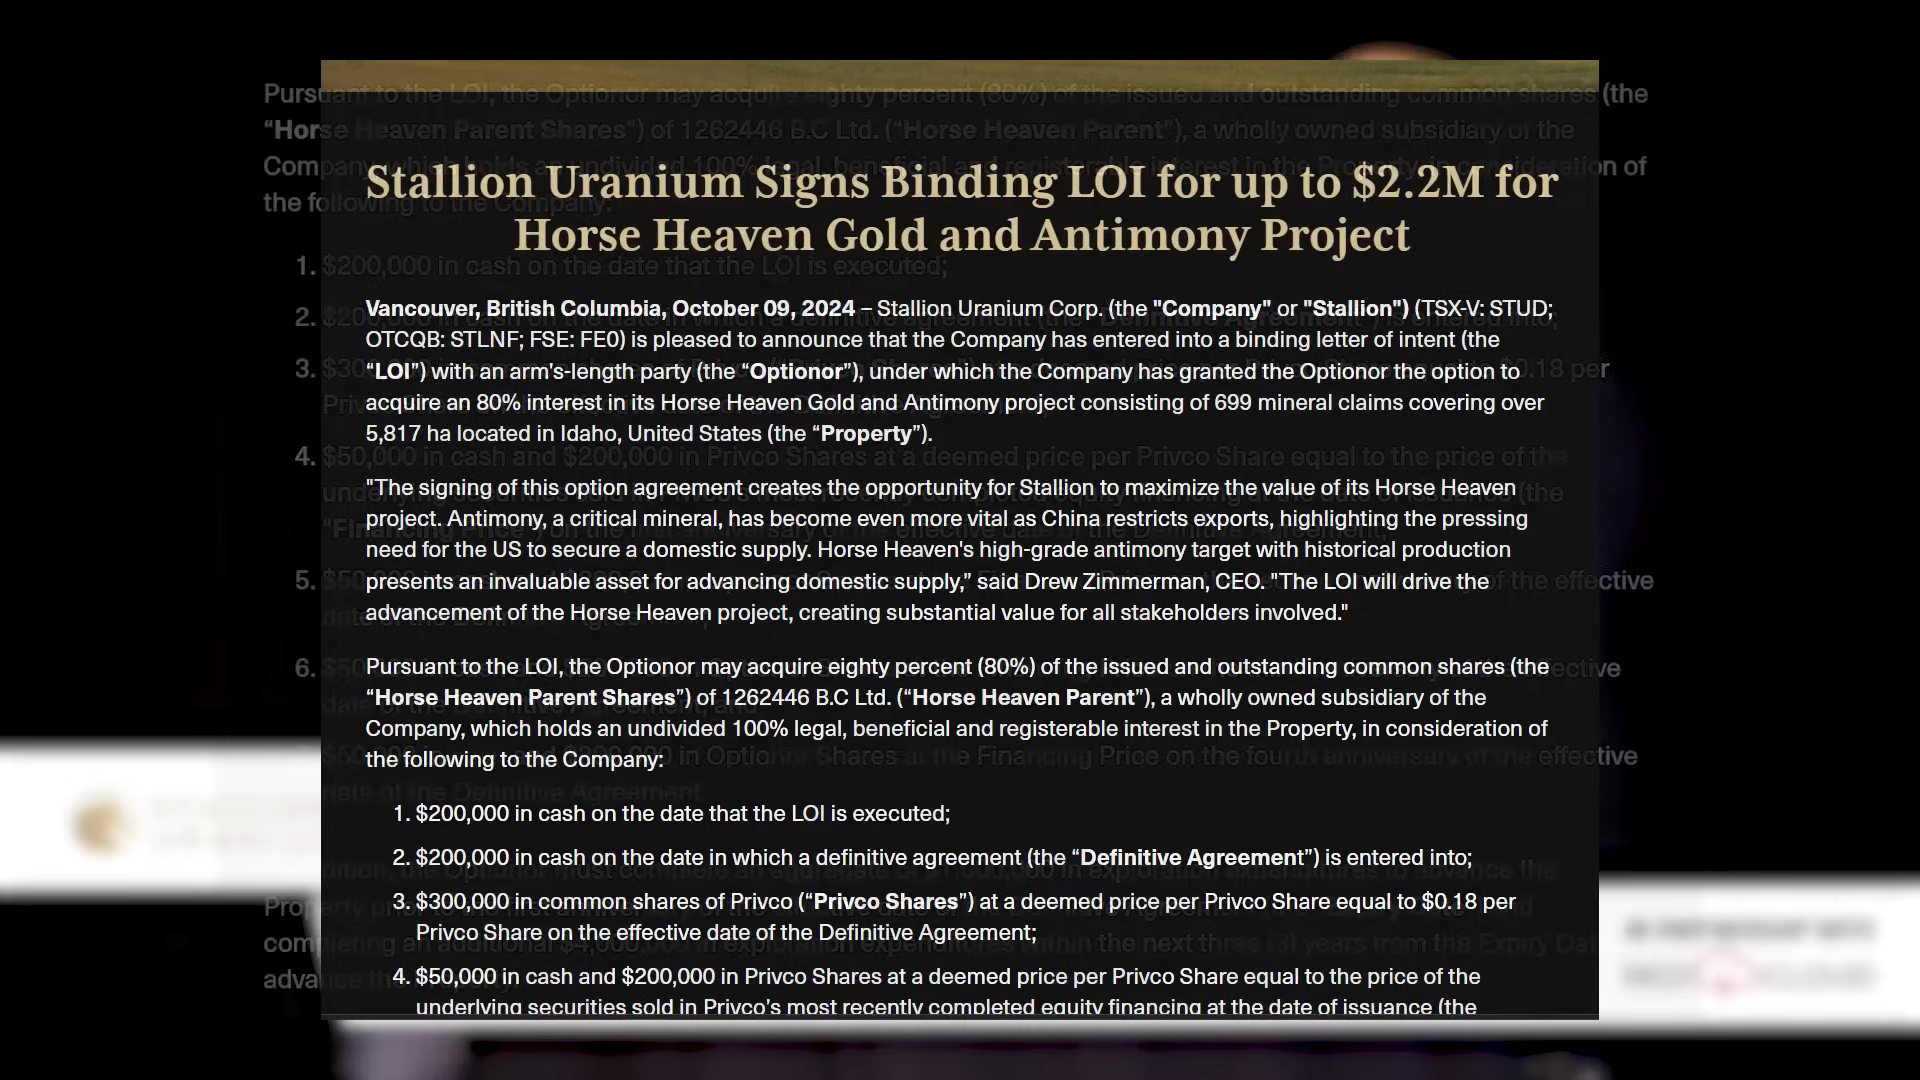 Stallion Uranium Signs Binding LOI for up to $2.2M for
Horse Heaven Gold and Antimony Project
Vancouver, British Columbia, October 09, 2024 – Stallion Uranium Corp. (the "Company" or "Stallion") (TSX-V: STUD;
OTCQB: STLNF; FSE: FE0) is pleased to announce that the Company has entered into a binding letter of intent (the
“LOI”) with an arm's-length party (the “Optionor”), under which the Company has granted the Optionor the option to
acquire an 80% interest in its Horse Heaven Gold and Antimony project consisting of 699 mineral claims covering over
5,817 ha located in Idaho, United States (the “Property”).
"The signing of this option agreement creates the opportunity for Stallion to maximize the value of its Horse Heaven
project. Antimony, a critical mineral, has become even more vital as China restricts exports, highlighting the pressing
need for the US to secure a domestic supply. Horse Heaven's high-grade antimony target with historical production
presents an invaluable asset for advancing domestic supply,” said Drew Zimmerman, CEO. "The LOI will drive the
advancement of the Horse Heaven project, creating substantial value for all stakeholders involved."
Pursuant to the LOI, the Optionor may acquire eighty percent (80%) of the issued and outstanding common shares (the
“Horse Heaven Parent Shares”) of 1262446 B.C Ltd. (“Horse Heaven Parent”), a wholly owned subsidiary of the
Company, which holds an undivided 100% legal, beneficial and registerable interest in the Property, in consideration of
the following to the Company:
1. $200,000 in cash on the date that the LOI is executed;
2. $200,000 in cash on the date in which a definitive agreement (the “Definitive Agreement”) is entered into;
3. $300,000 in common shares of Privco (“Privco Shares”) at a deemed price per Privco Share equal to $0.18 per
Privco Share on the effective date of the Definitive Agreement;
4. $50,000 in cash and $200,000 in Privco Shares at a deemed price per Privco Share equal to the price of the
underlying securities sold in Privco’s most recently completed equity financing at the date of issuance (the